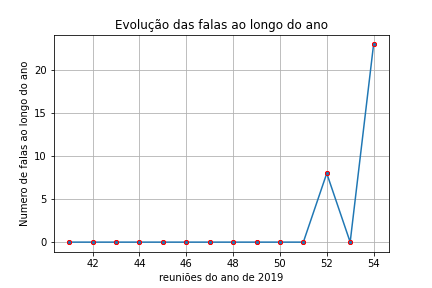 Evolução das falas ao longo do ano
Numero de falas ao longo do ano
20
15
10
5
0
42 44 46 48 50 52 54
reuniões do ano de 2019